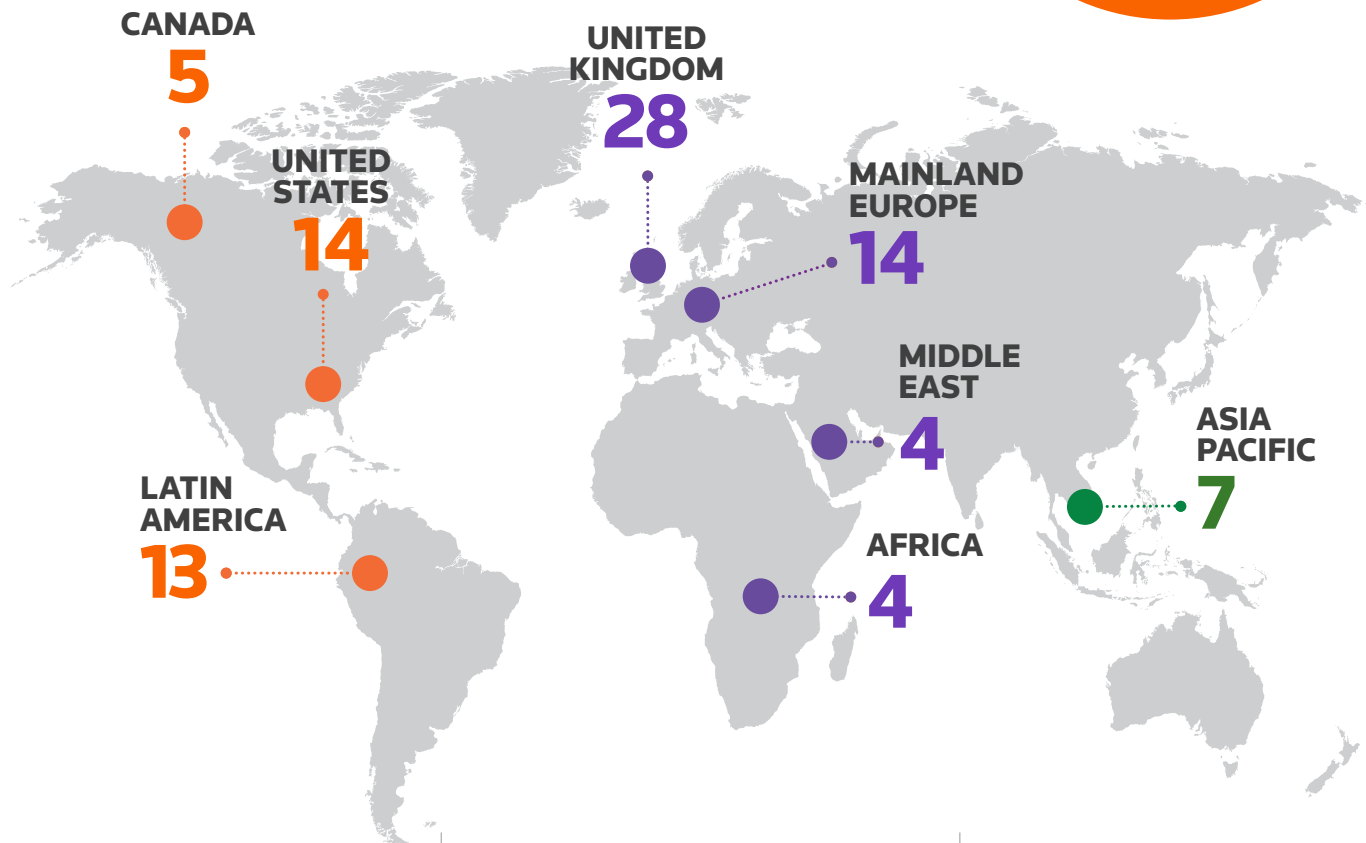 CANADA
5
UNITED
STATES
14
UNITED
KINGDOM
28
MAINLAND
EUROPE
14
MIDDLE
EAST
4
ASIA
PACIFIC
7
LATIN
AMERICA
13
AFRICA
4